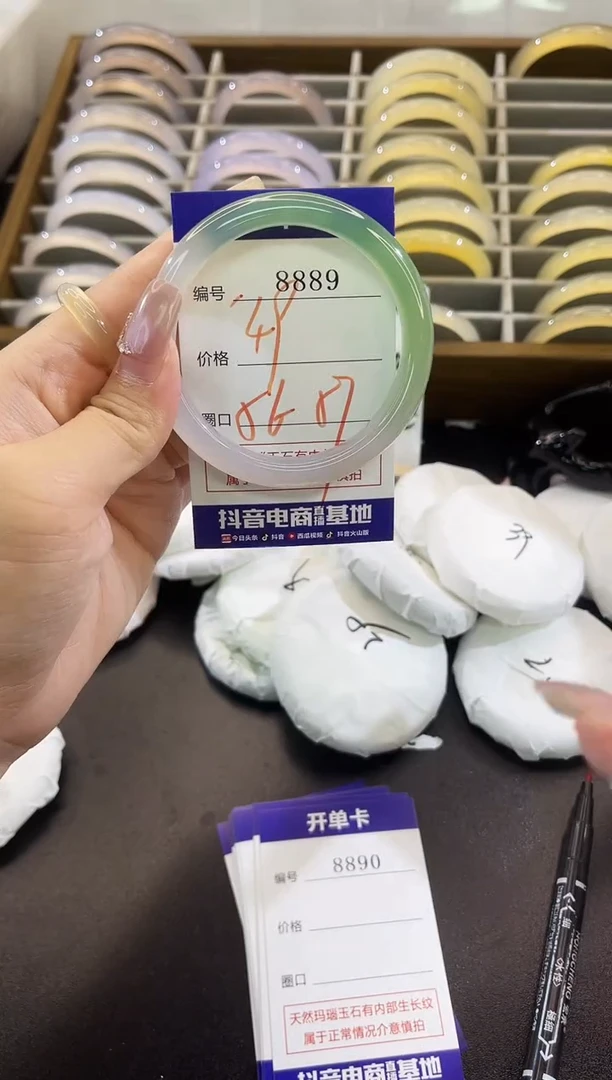 编号 8889
49
价格
圈口 56 57
抖音电商直播基地
今日头条 抖音 西瓜视频 抖音火山版
开单卡
编号 8890
价格
圈口
天然玛瑙玉石有内部生长纹
属于正常情况介意慎拍
抖音电商直播基地